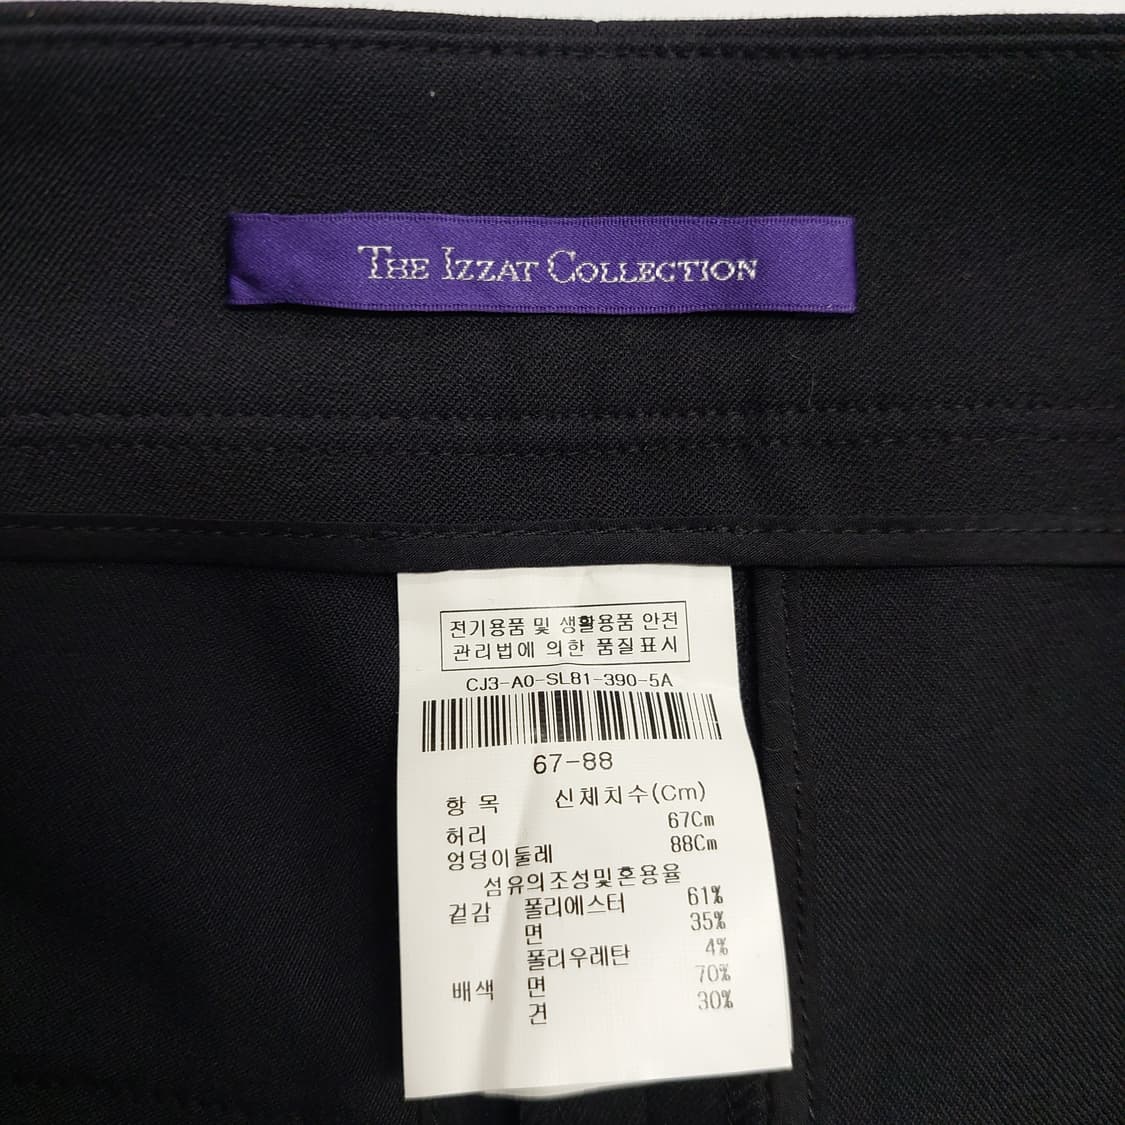 THE IZZAT COLLECTION
전기용품 및 생활용품 안전
관리법에 의한 품질표시
CJ3-A0-SL81-390-5A
67-88
항 목 신체치수(Cm)
허리 67Cm
엉덩이둘레 88Cm
섬유의조성및혼용율
겉감 폴리에스터 61%
면 35%
폴리우레탄 4%
배색 면 70%
견 30%